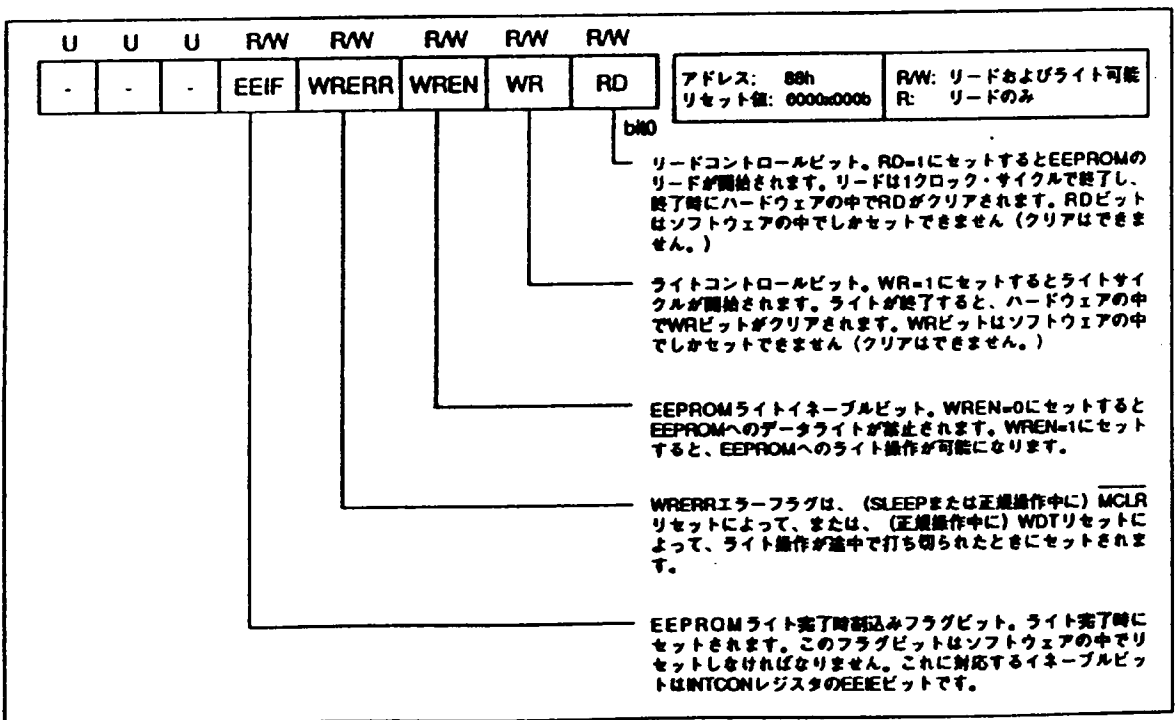 U U U R/W R/W R/W R/W R/W
- - - EEIF WRERR WREN WR RD
bit0
アドレス: 88h
リセット値: 0000x000b
R/W: リードおよびライト可能
R: リードのみ
リードコントロールビット。RD=1にセットするとEEPROMの
リードが開始されます。リードは1クロック・サイクルで終了し、
終了時にハードウェアの中でRDがクリアされます。RDビット
はソフトウェアの中でしかセットできません（クリアはできま
せん。）
ライトコントロールビット。WR=1にセットするとライトサイ
クルが開始されます。ライトが終了すると、ハードウェアの中
でWRビットがクリアされます。WRビットはソフトウェアの中
でしかセットできません（クリアはできません。）
EEPROMライトイネーブルビット。WREN=0にセットすると
EEPROMへのデータライトが禁止されます。WREN=1にセット
すると、EEPROMへのライト操作が可能になります。
WRERRエラーフラグは、（SLEEPまたは正規操作中に）MCLR
リセットによって、または、（正規操作中に）WDTリセットに
よって、ライト操作が途中で打ち切られたときにセットされま
す。
EEPROMライト完了時割込みフラグビット。ライト完了時に
セットされます。このフラグビットはソフトウェアの中でリ
セットしなければなりません。これに対応するイネーブルビッ
トはINTCONレジスタのEEIEビットです。